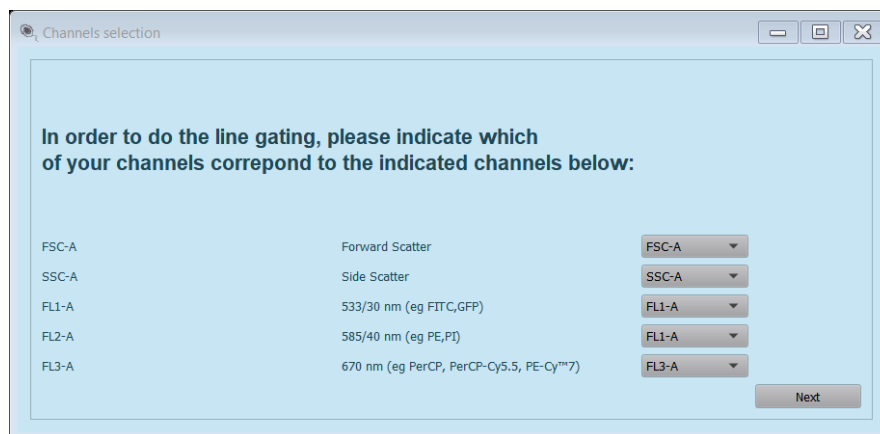 Channels selection
In order to do the line gating, please indicate which
of your channels correpond to the indicated channels below:
FSC-A Forward Scatter FSC-A
SSC-A Side Scatter SSC-A
FL1-A 533/30 nm (eg FITC,GFP) FL1-A
FL2-A 585/40 nm (eg PE,PI) FL1-A
FL3-A 670 nm (eg PerCP, PerCP-Cy5.5, PE-Cy™7) FL3-A
Next